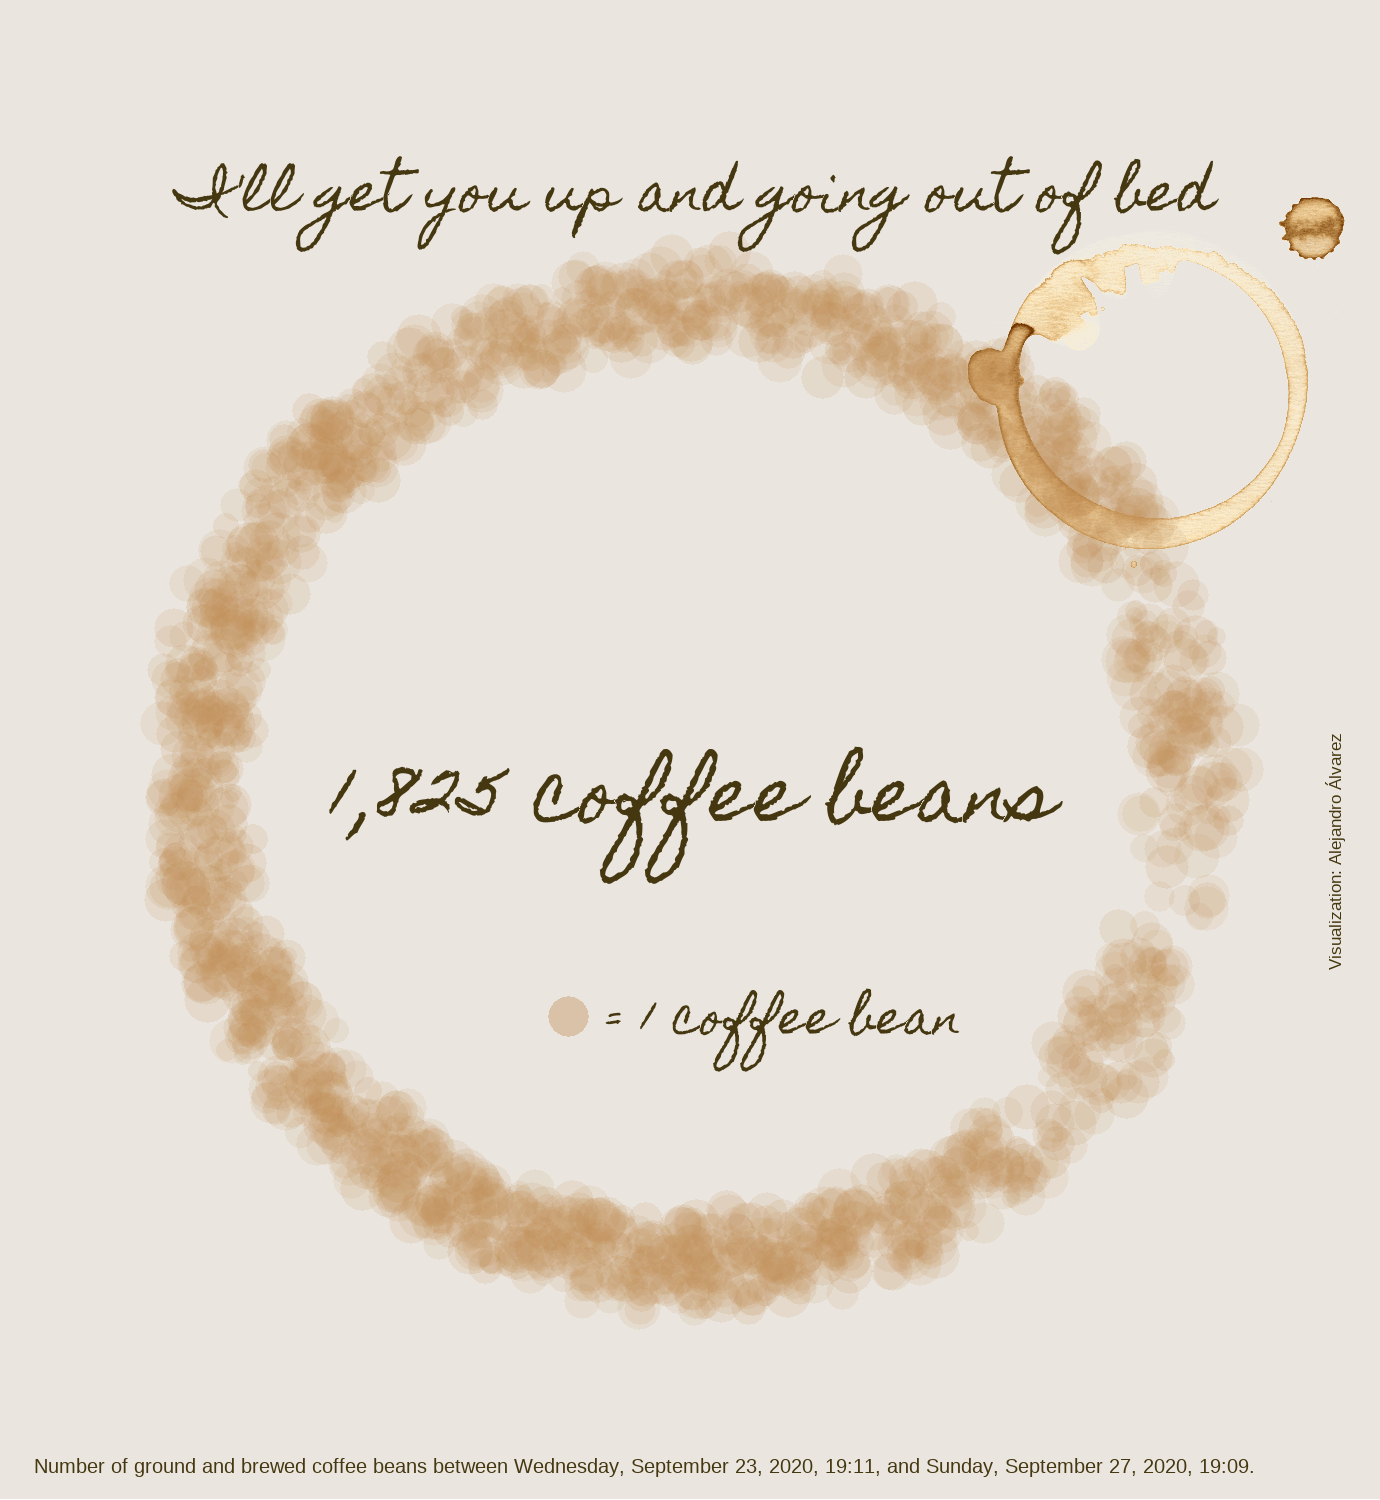 I'll get you up and going out of bed
1,825 coffee beans
= 1 coffee bean
Visualization: Alejandro Álvarez
Number of ground and brewed coffee beans between Wednesday, September 23, 2020, 19:11, and Sunday, September 27, 2020, 19:09.